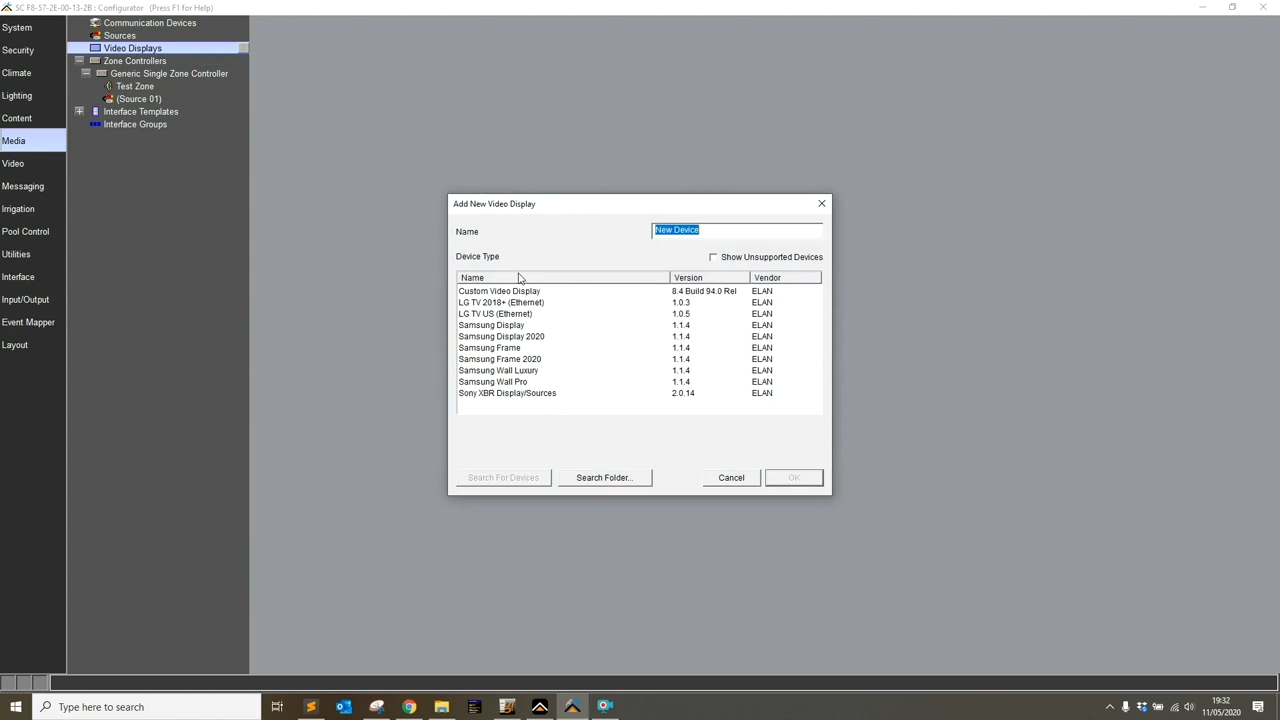 SC F8-57-2E-00-13-2B : Configurator (Press F1 for Help)
System
Security
Climate
Lighting
Content
Media
Video
Messaging
Irrigation
Pool Control
Utilities
Interface
Input/Output
Event Mapper
Layout
Communication Devices
Sources
Video Displays
Zone Controllers
Generic Single Zone Controller
Test Zone
(Source 01)
Interface Templates
Interface Groups
Add New Video Display
Name New Device
Device Type Show Unsupported Devices
Name Version Vendor
Custom Video Display 8.4 Build 94.0 Rel ELAN
LG TV 2018+ (Ethernet) 1.0.3 ELAN
LG TV US (Ethernet) 1.0.5 ELAN
Samsung Display 1.1.4 ELAN
Samsung Display 2020 1.1.4 ELAN
Samsung Frame 1.1.4 ELAN
Samsung Frame 2020 1.1.4 ELAN
Samsung Wall Luxury 1.1.4 ELAN
Samsung Wall Pro 1.1.4 ELAN
Sony XBR Display/Sources 2.0.14 ELAN
Search For Devices Search Folder... Cancel OK
Type here to search
19:32
11/05/2020